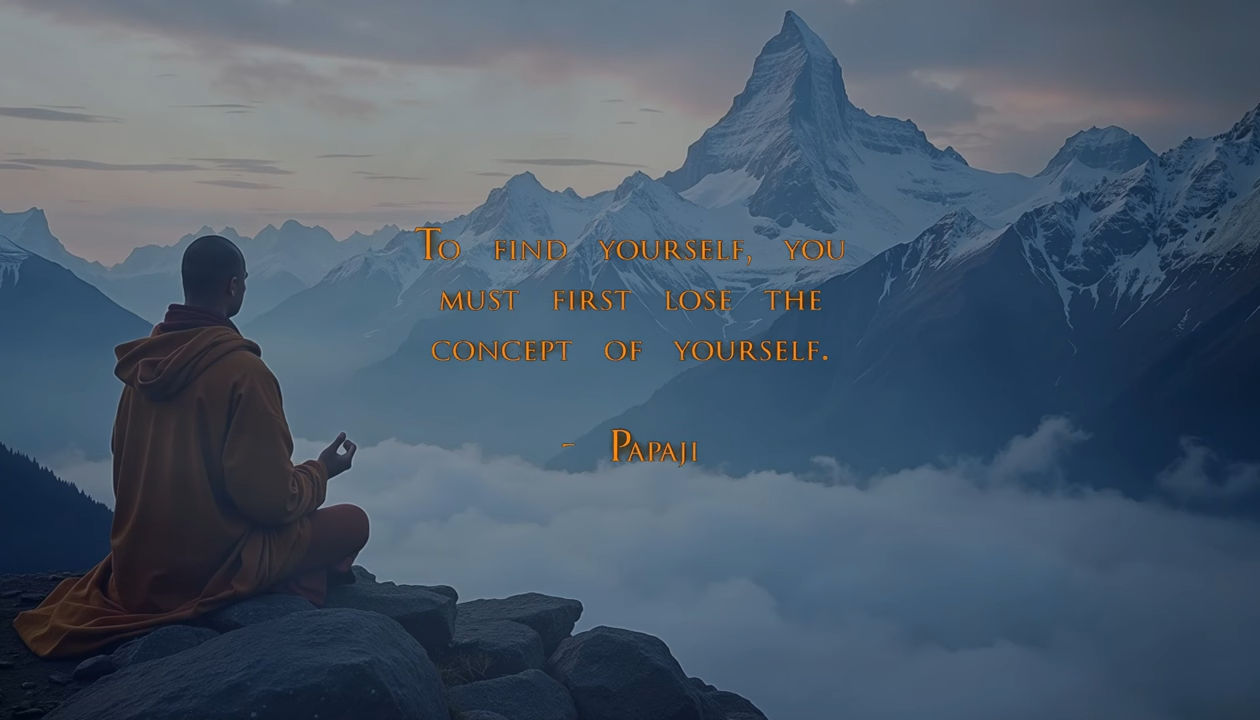 To find yourself, you
must first lose the
concept of yourself.
- Papaji